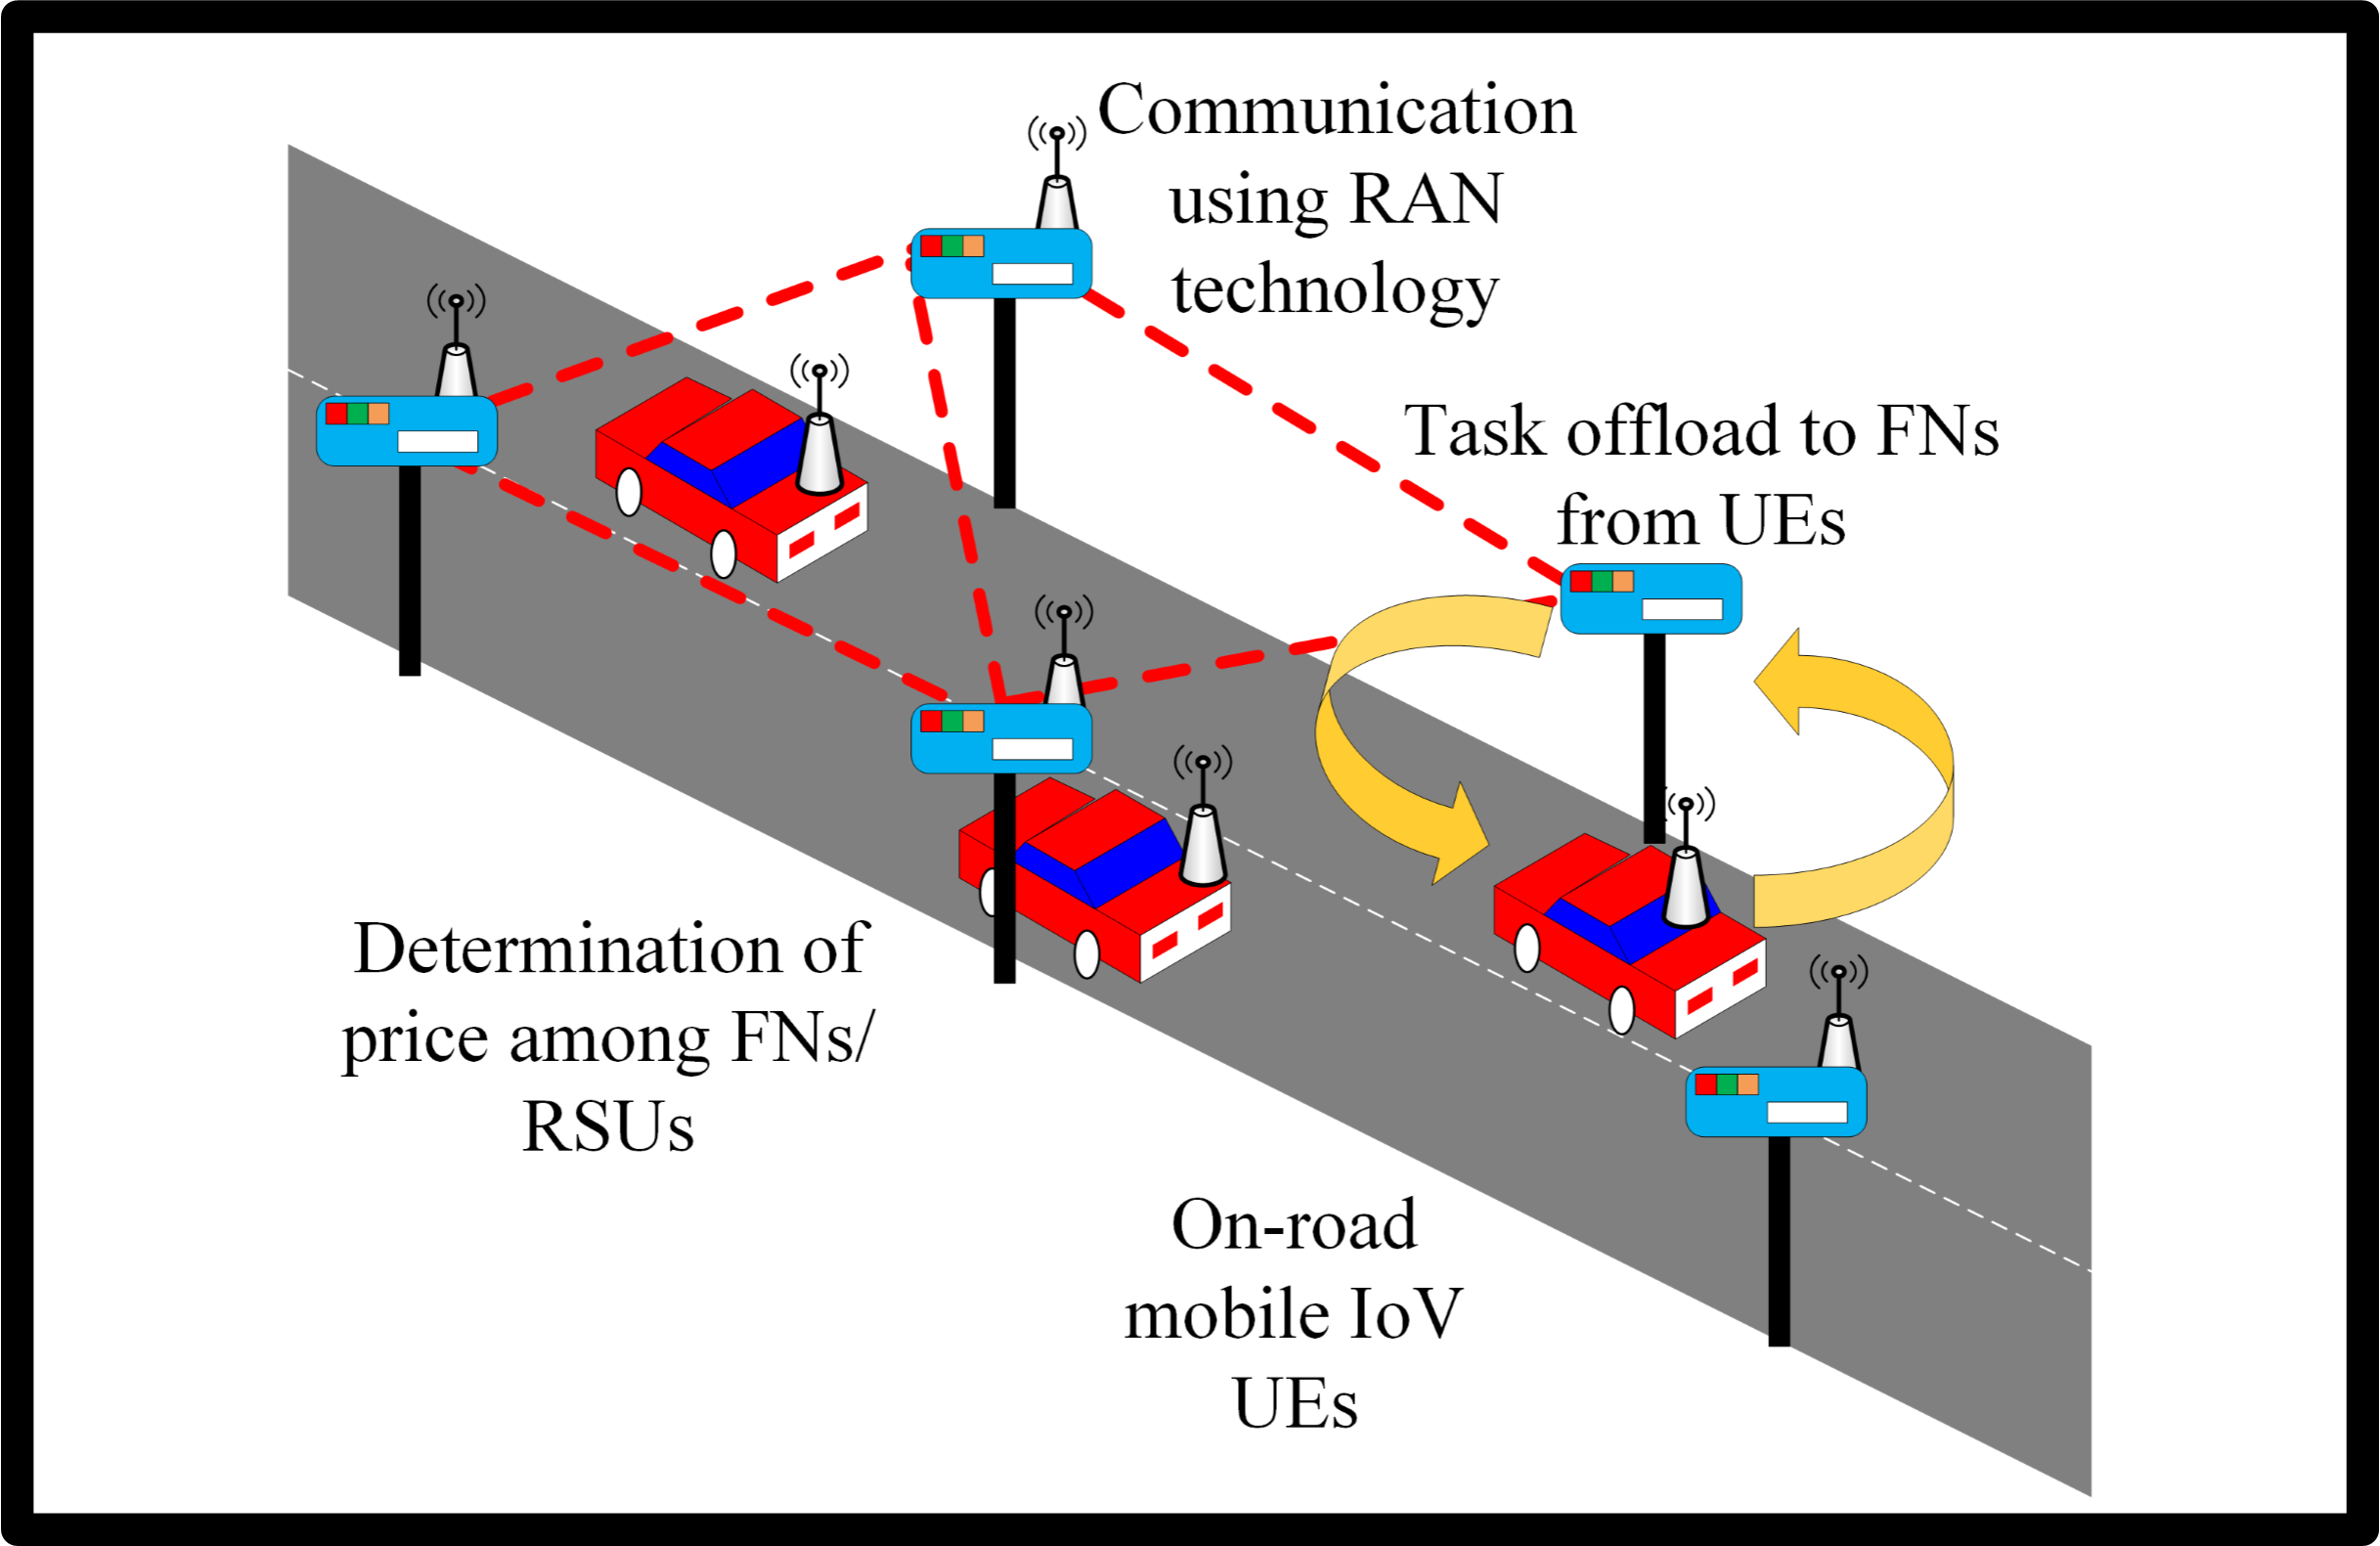 Communication
using RAN
technology
Task offload to FNs
from UEs
Determination of
price among FNs/
RSUs
On-road
mobile IoV
UEs